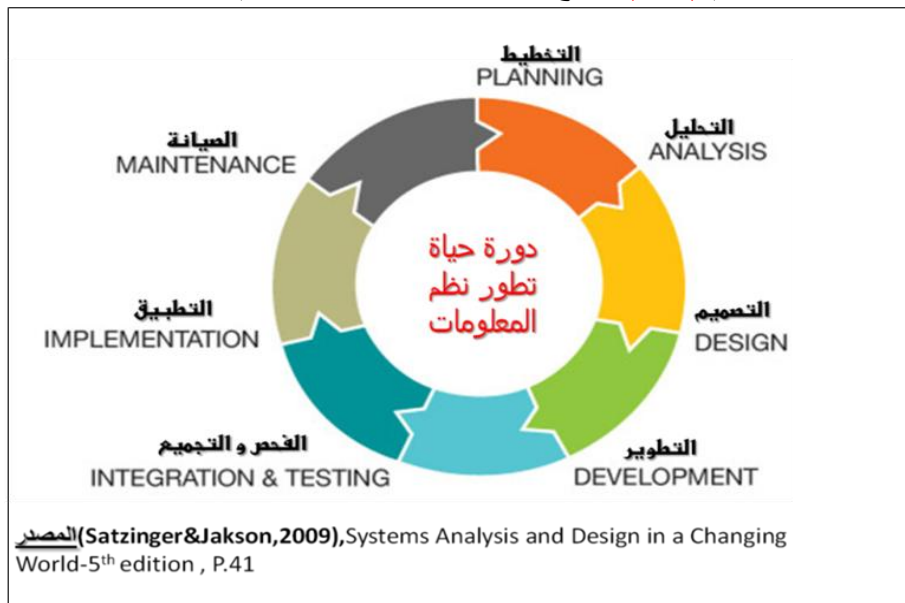 التخطيط
PLANNING
التحليل
ANALYSIS
التصميم
DESIGN
التطوير
DEVELOPMENT
الفحص و التجميع
INTEGRATION & TESTING
التطبيق
IMPLEMENTATION
الصيانة
MAINTENANCE
دورة حياة
تطور نظم
المعلومات
المصدر(Satzinger&Jakson,2009),Systems Analysis and Design in a Changing
World-5th edition , P.41